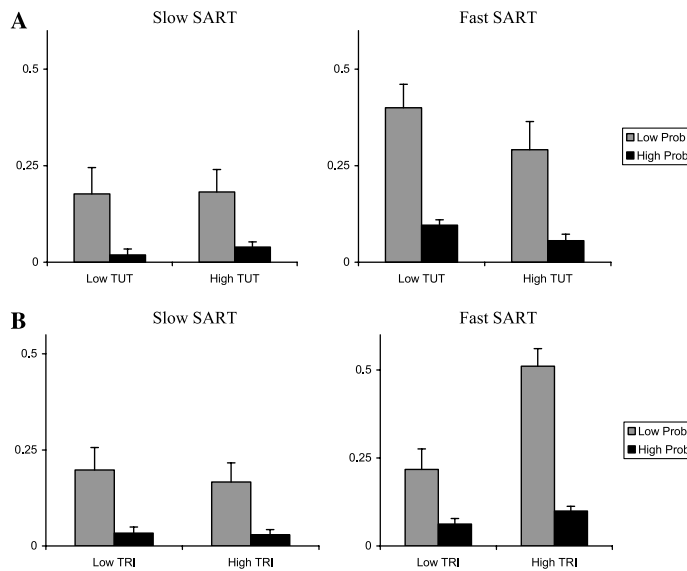 A
Slow SART
Fast SART
0.5
0.25
0
Low TUT
High TUT
0.5
0.25
0
Low TUT
High TUT
Low Prob
High Prob
B
Slow SART
Fast SART
0.5
0.25
0
Low TRI
High TRI
0.5
0.25
0
Low TRI
High TRI
Low Prob
High Prob